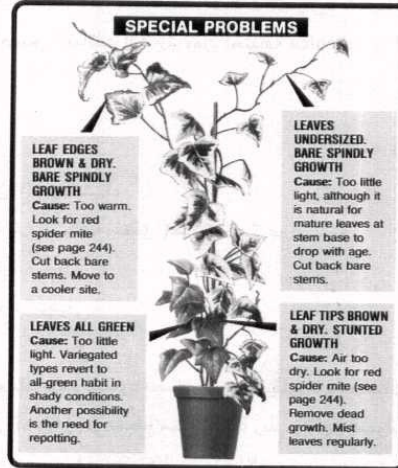 SPECIAL PROBLEMS
LEAF EDGES
BROWN & DRY.
BARE SPINDLY
GROWTH
Cause: Too warm.
Look for red
spider mite
(see page 244).
Cut back bare
stems. Move to
a cooler site.
LEAVES
UNDERSIZED.
BARE SPINDLY
GROWTH
Cause: Too little
light, although it
is natural for
mature leaves at
stem base to
drop with age.
Cut back bare
stems.
LEAVES ALL GREEN
Cause: Too little
light. Variegated
types revert to
all-green habit in
shady conditions.
Another possibility
is the need for
repotting.
LEAF TIPS BROWN
& DRY. STUNTED
GROWTH
Cause: Air too
dry. Look for red
spider mite (see
page 244).
Remove dead
growth. Mist
leaves regularly.